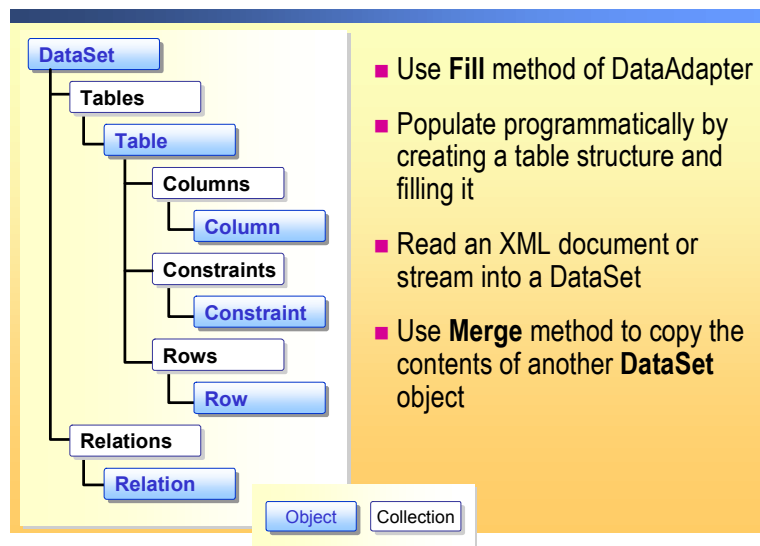 DataSet
Tables
Table
Columns
Column
Constraints
Constraint
Rows
Row
Relations
Relation
Use Fill method of DataAdapter
Populate programmatically by
creating a table structure and
filling it
Read an XML document or
stream into a DataSet
Use Merge method to copy the
contents of another DataSet
object
Object
Collection